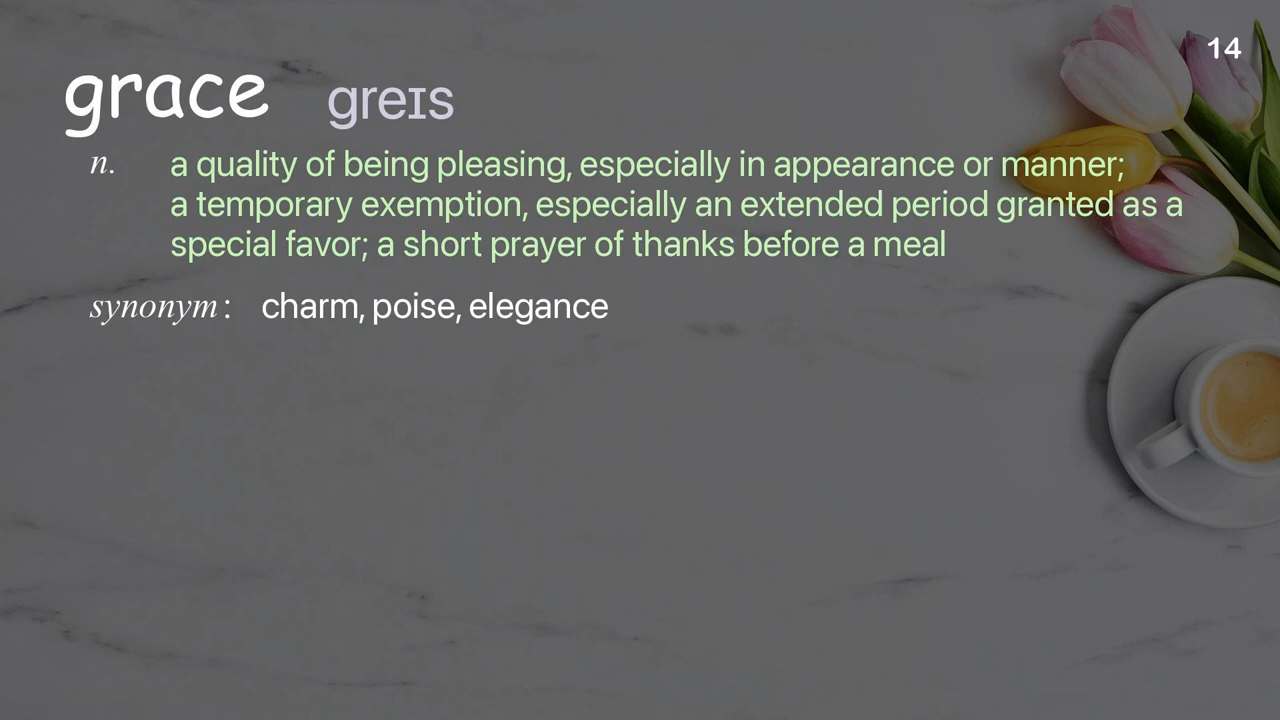 14
grace greɪs
n. a quality of being pleasing, especially in appearance or manner;
a temporary exemption, especially an extended period granted as a
special favor; a short prayer of thanks before a meal
synonym: charm, poise, elegance